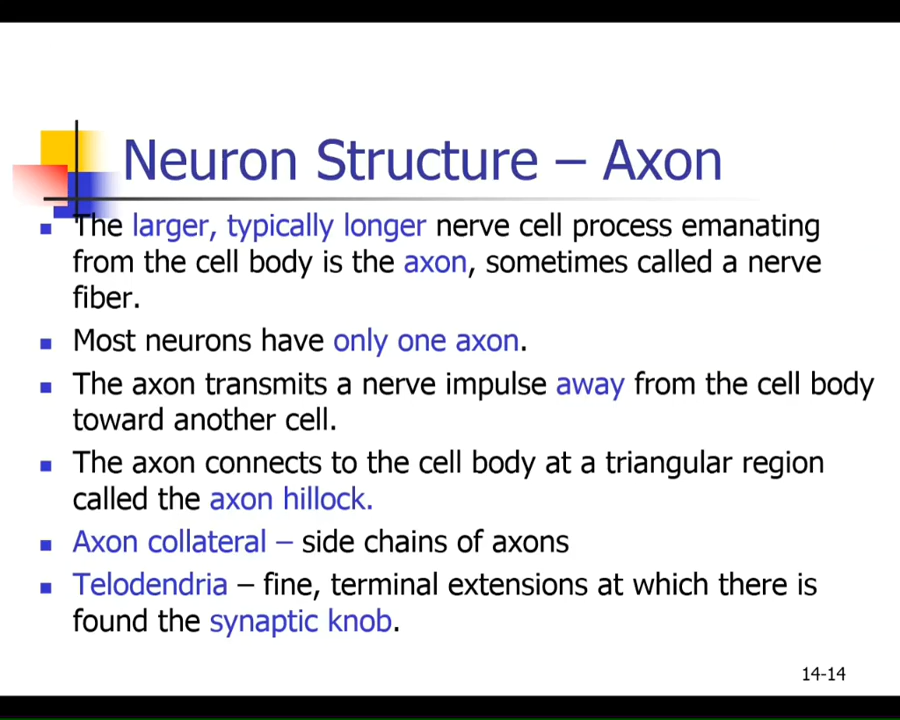 Neuron Structure – Axon
The larger, typically longer nerve cell process emanating
from the cell body is the axon, sometimes called a nerve
fiber.
Most neurons have only one axon.
The axon transmits a nerve impulse away from the cell body
toward another cell.
The axon connects to the cell body at a triangular region
called the axon hillock.
Axon collateral – side chains of axons
Telodendria – fine, terminal extensions at which there is
found the synaptic knob.
14-14